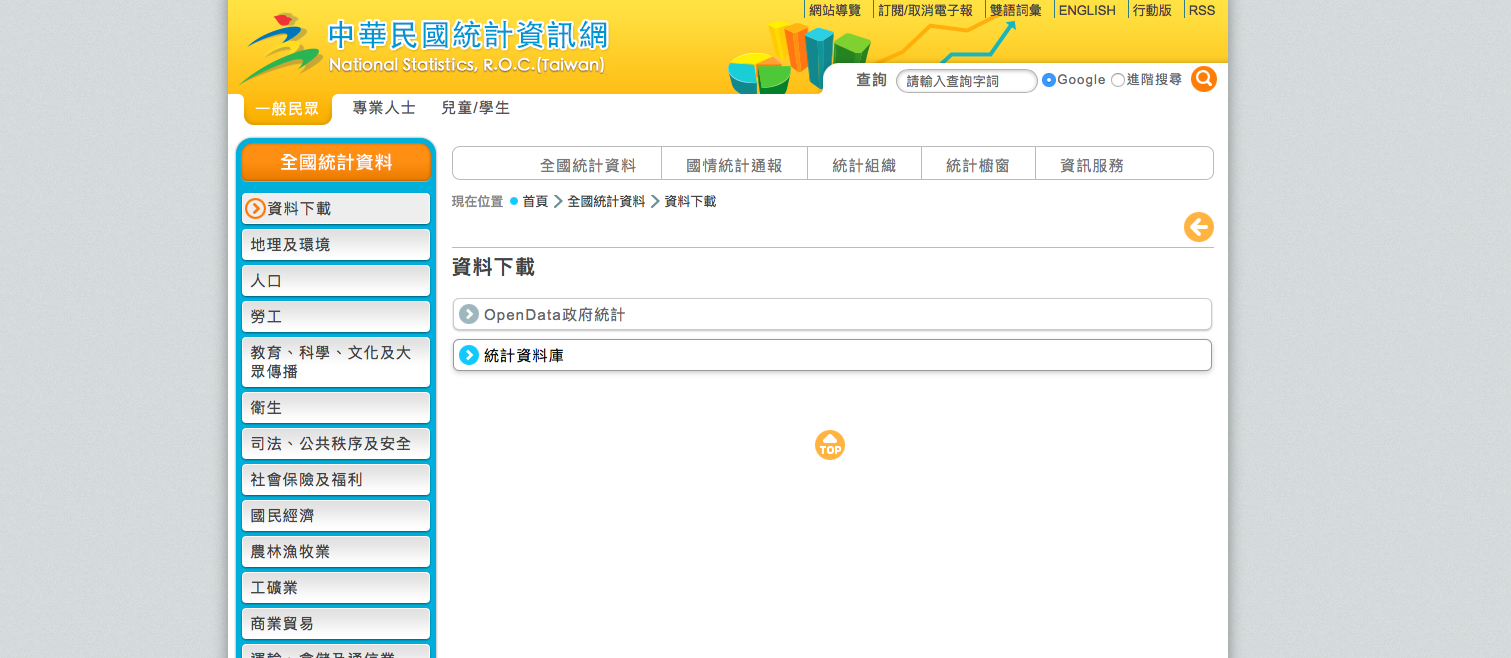 網站導覽 訂閱/取消電子報 雙語詞彙 ENGLISH 行動版 RSS
中華民國統計資訊網
National Statistics, R.O.C.(Taiwan)
查詢 請輸入查詢字詞 Google 進階搜尋
一般民眾 專業人士 兒童/學生
全國統計資料
資料下載
地理及環境
人口
勞工
教育、科學、文化及大
眾傳播
衛生
司法、公共秩序及安全
社會保險及福利
國民經濟
農林漁牧業
工礦業
商業貿易
運輸、倉儲及通信業
全國統計資料 國情統計通報 統計組織 統計櫥窗 資訊服務
現在位置 首頁 全國統計資料 資料下載
資料下載
OpenData政府統計
統計資料庫
TOP